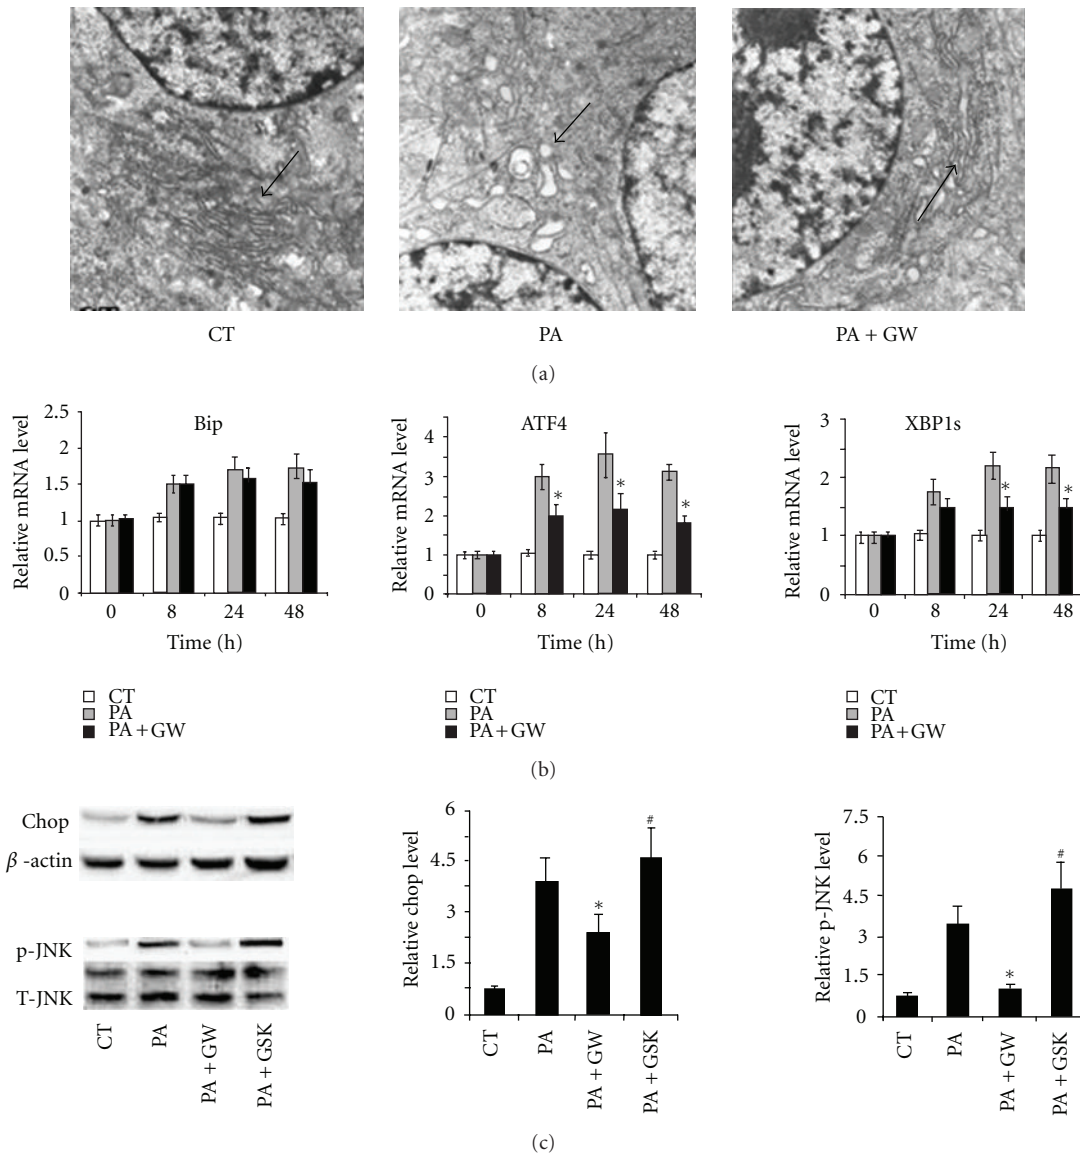 CT
PA
PA + GW
(a)
Bip
Relative mRNA level
2.5
2
1.5
1
0.5
0
0 8 24 48
Time (h)
CT
PA
PA+GW
ATF4
Relative mRNA level
4
3
2
1
0
* * *
0 8 24 48
Time (h)
CT
PA
PA+GW
XBP1s
Relative mRNA level
3
2
1
0
* *
0 8 24 48
Time (h)
CT
PA
PA+GW
(b)
Chop
β -actin
p-JNK
T-JNK
CT
PA
PA + GW
PA + GSK
Relative chop level
6
4.5
3
1.5
0
*
#
CT
PA
PA + GW
PA + GSK
Relative p-JNK level
7.5
6
4.5
3
1.5
0
*
#
CT
PA
PA + GW
PA + GSK
(c)